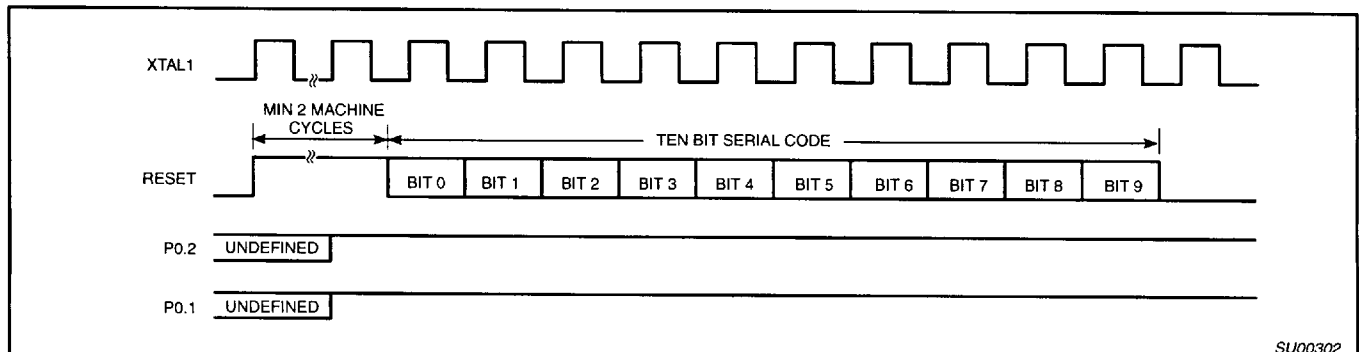 XTAL1
MIN 2 MACHINE
CYCLES
TEN BIT SERIAL CODE
RESET
BIT 0 BIT 1 BIT 2 BIT 3 BIT 4 BIT 5 BIT 6 BIT 7 BIT 8 BIT 9
P0.2 UNDEFINED
P0.1 UNDEFINED
SU00302